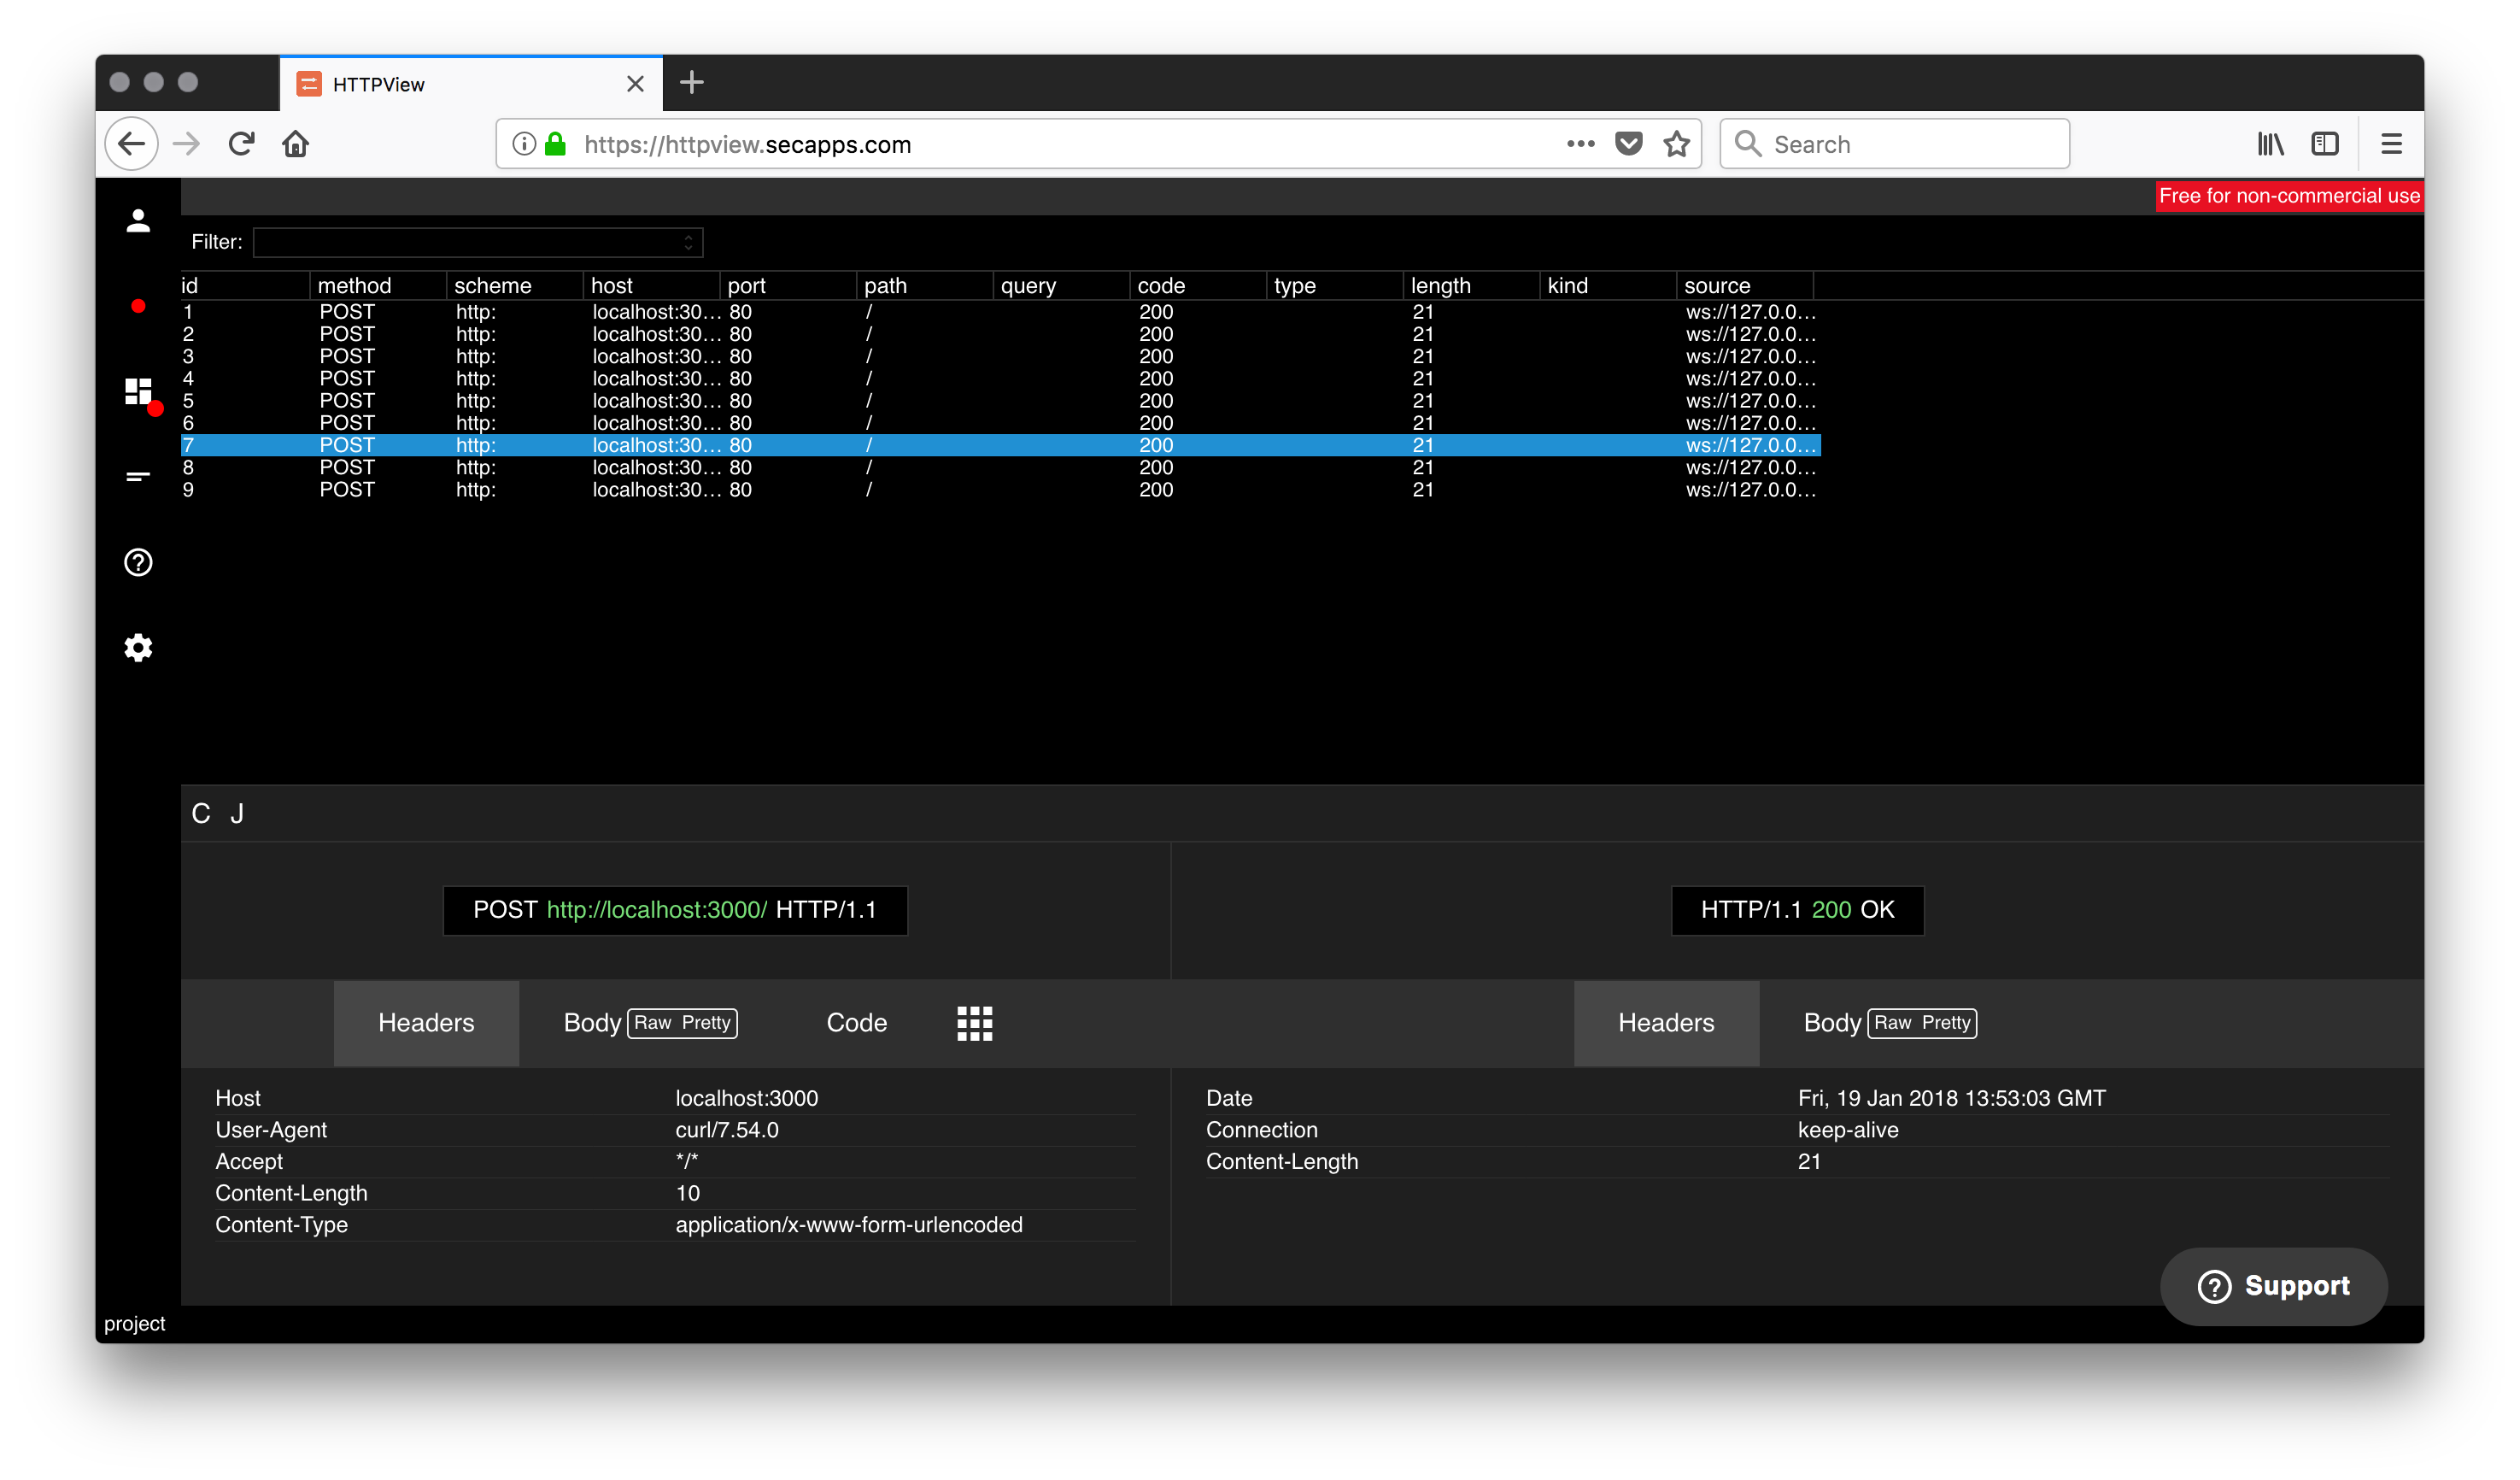 HTTPView
https://httpview.secapps.com
Search
Free for non-commercial use
Filter:
id method scheme host port path query code type length kind source
1 POST http: localhost:30... 80 / 200 21 ws://127.0.0...
2 POST http: localhost:30... 80 / 200 21 ws://127.0.0...
3 POST http: localhost:30... 80 / 200 21 ws://127.0.0...
4 POST http: localhost:30... 80 / 200 21 ws://127.0.0...
5 POST http: localhost:30... 80 / 200 21 ws://127.0.0...
6 POST http: localhost:30... 80 / 200 21 ws://127.0.0...
7 POST http: localhost:30... 80 / 200 21 ws://127.0.0...
8 POST http: localhost:30... 80 / 200 21 ws://127.0.0...
9 POST http: localhost:30... 80 / 200 21 ws://127.0.0...
C J
POST http://localhost:3000/ HTTP/1.1
HTTP/1.1 200 OK
Headers Body Raw Pretty Code
Headers Body Raw Pretty
Host localhost:3000
User-Agent curl/7.54.0
Accept */*
Content-Length 10
Content-Type application/x-www-form-urlencoded
Date Fri, 19 Jan 2018 13:53:03 GMT
Connection keep-alive
Content-Length 21
Support
project